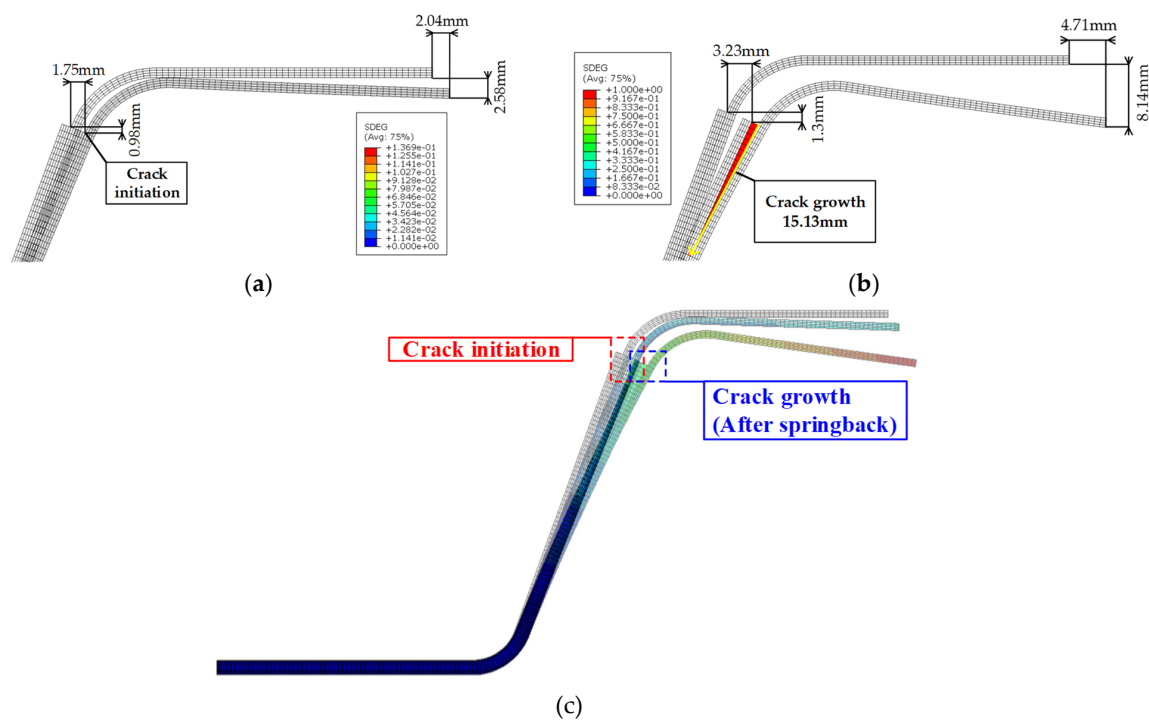 (a)
2.04mm
1.75mm
2.58mm
0.98mm
Crack
initiation
SDEG
(Avg: 75%)
+1.369e-01
+1.255e-01
+1.141e-01
+1.027e-01
+9.128e-02
+7.987e-02
+6.846e-02
+5.705e-02
+4.564e-02
+3.423e-02
+2.282e-02
+1.141e-02
+0.000e+00
(b)
4.71mm
3.23mm
SDEG
(Avg: 75%)
+1.000e+00
+9.167e-01
+8.333e-01
+7.500e-01
+6.667e-01
+5.833e-01
+5.000e-01
+4.167e-01
+3.333e-01
+2.500e-01
+1.667e-01
+8.333e-02
+0.000e+00
1.3mm
8.14mm
Crack growth
15.13mm
(a)
(b)
Crack initiation
Crack growth
(After springback)
(c)